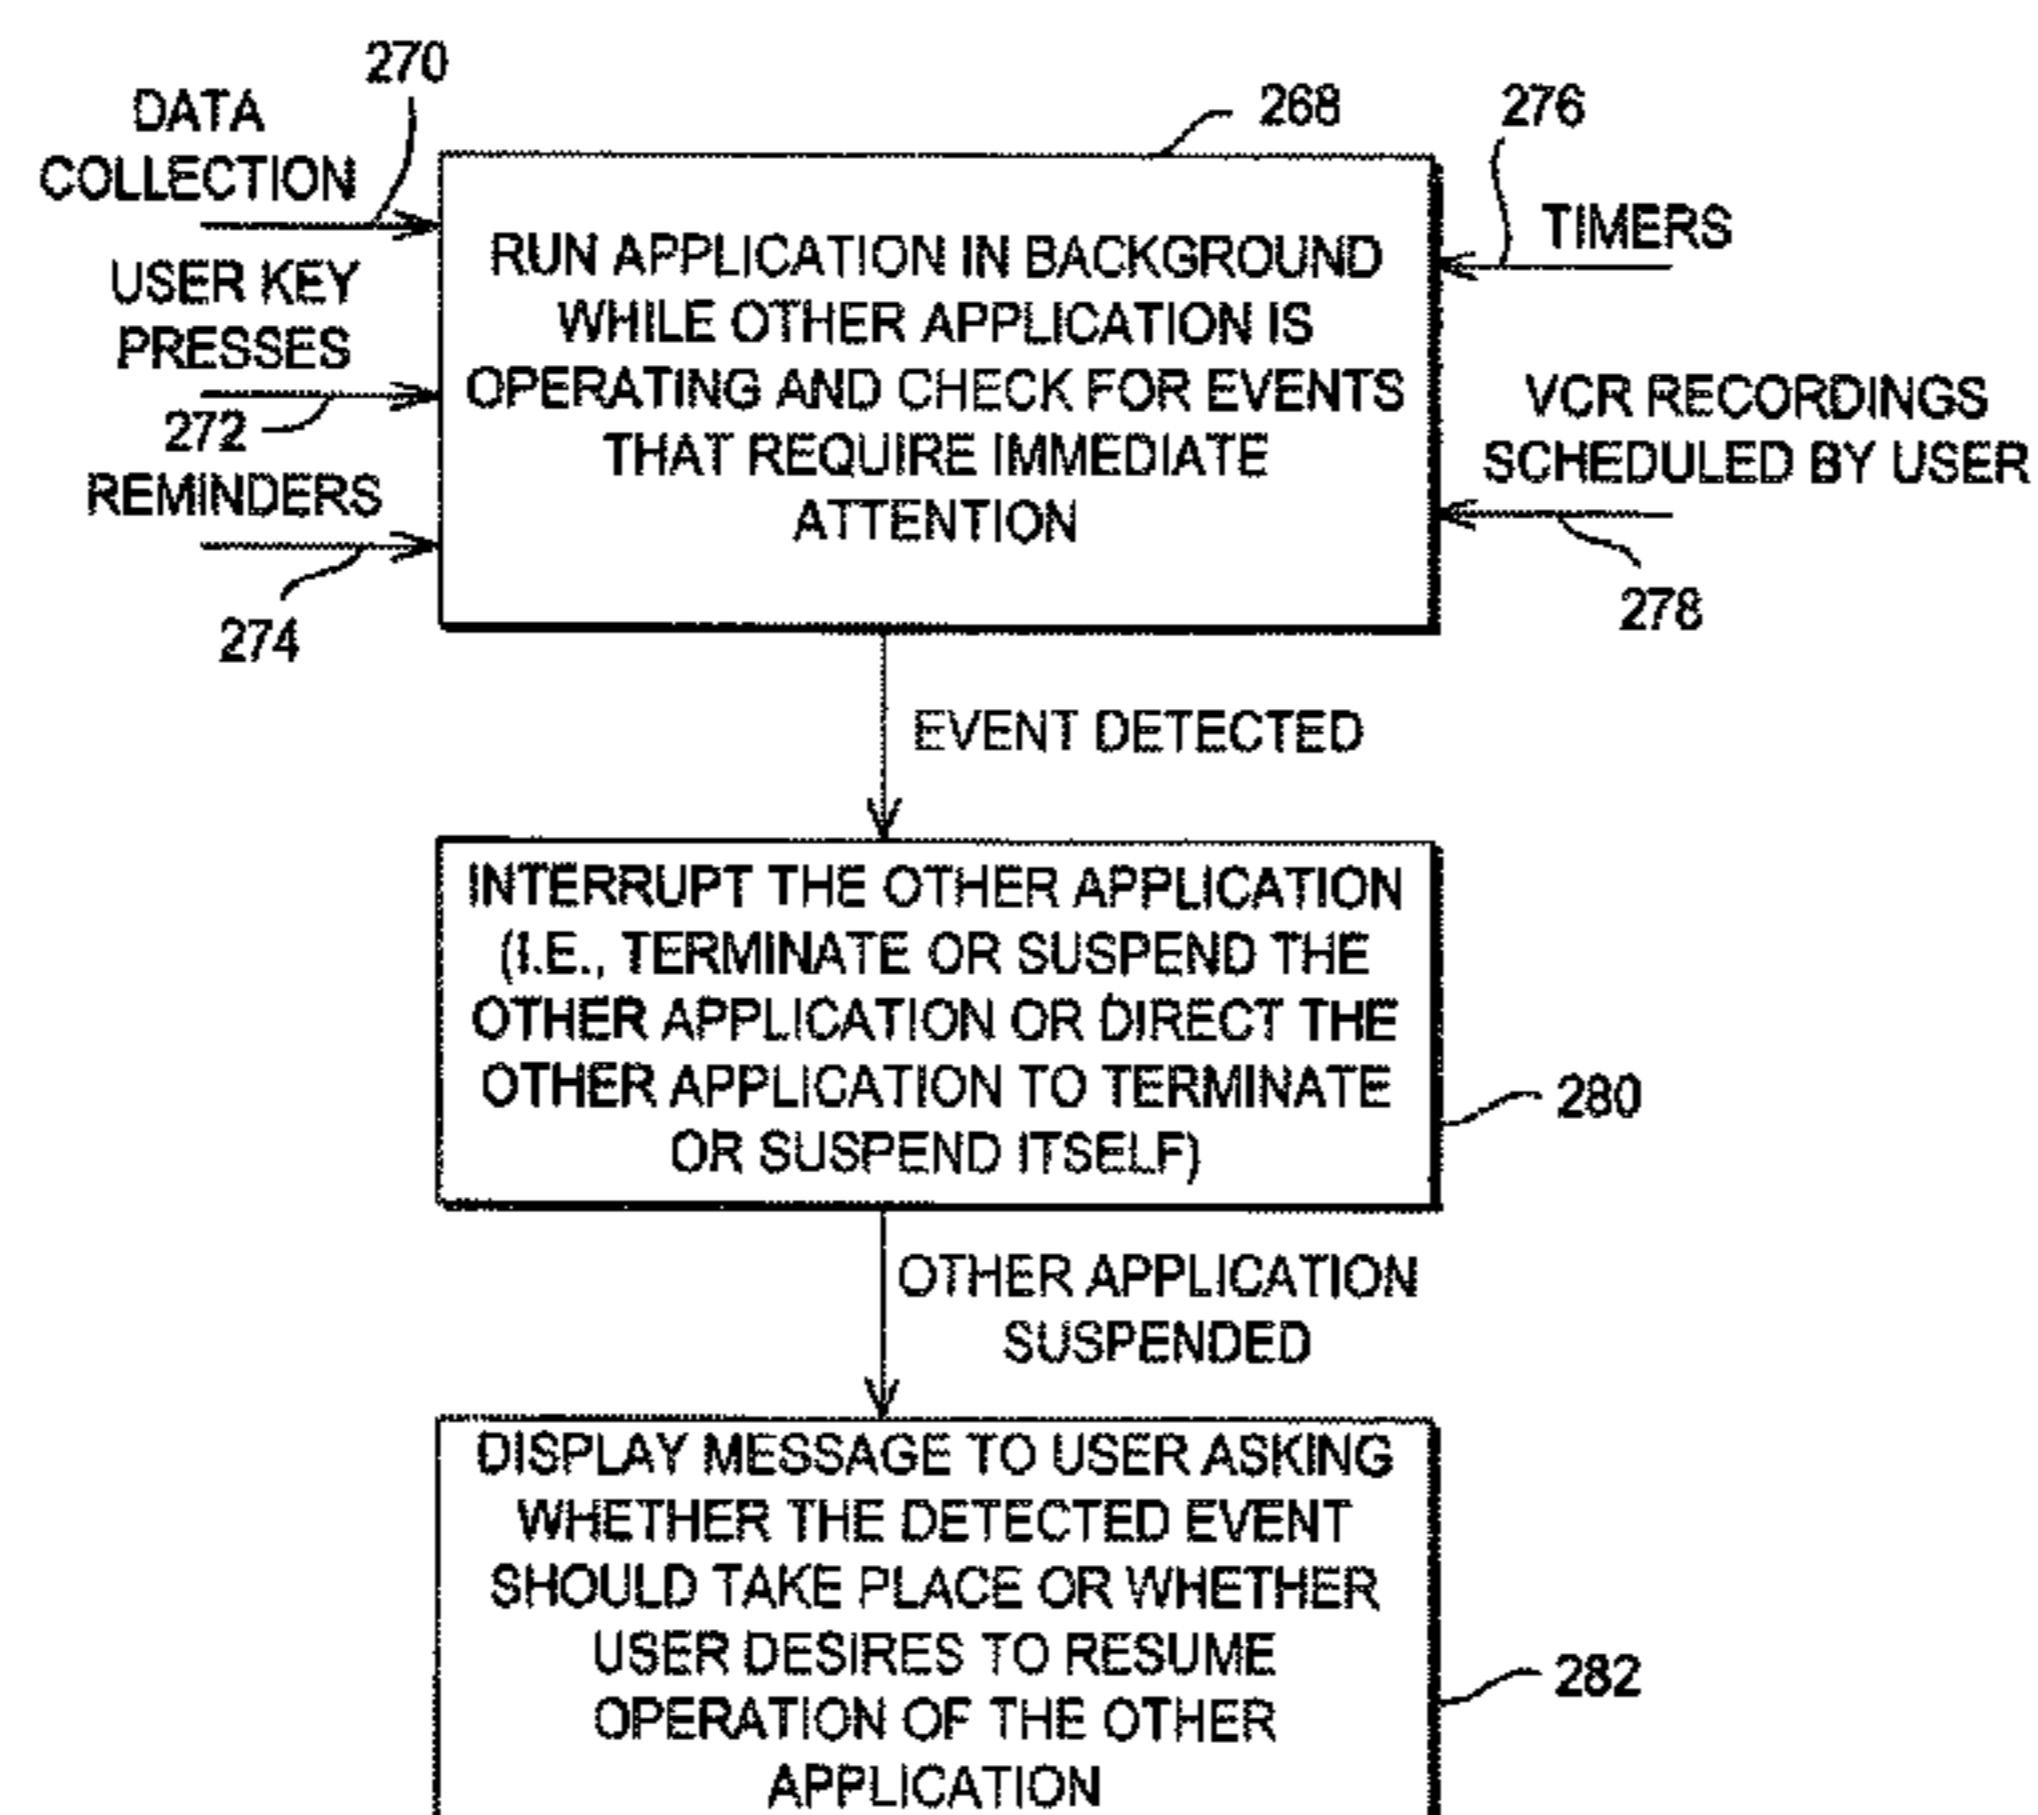 270
DATA
COLLECTION
268
276
TIMERS
USER KEY
PRESSES
272
REMINDERS
274
RUN APPLICATION IN BACKGROUND
WHILE OTHER APPLICATION IS
OPERATING AND CHECK FOR EVENTS
THAT REQUIRE IMMEDIATE
ATTENTION
VCR RECORDINGS
SCHEDULED BY USER
278
EVENT DETECTED
INTERRUPT THE OTHER APPLICATION
(I.E., TERMINATE OR SUSPEND THE
OTHER APPLICATION OR DIRECT THE
OTHER APPLICATION TO TERMINATE
OR SUSPEND ITSELF)
280
OTHER APPLICATION
SUSPENDED
DISPLAY MESSAGE TO USER ASKING
WHETHER THE DETECTED EVENT
SHOULD TAKE PLACE OR WHETHER
USER DESIRES TO RESUME
OPERATION OF THE OTHER
APPLICATION
282